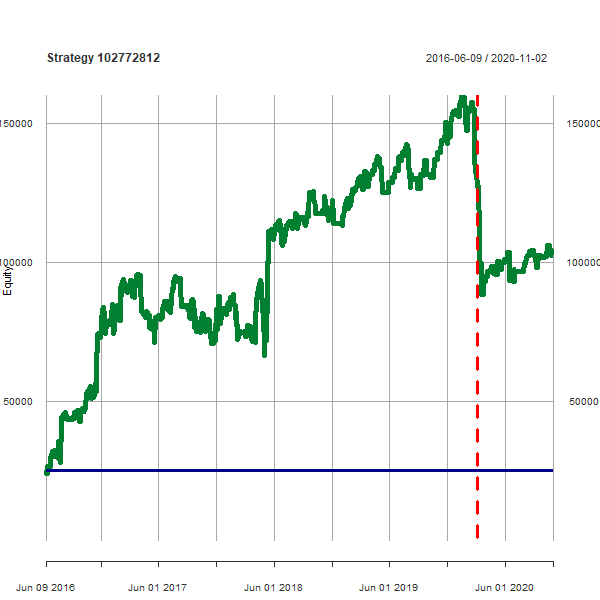 Strategy 102772812
2016-06-09 / 2020-11-02
150000
150000
100000
100000
50000
50000
Equity
Jun 09 2016
Jun 01 2017
Jun 01 2018
Jun 01 2019
Jun 01 2020